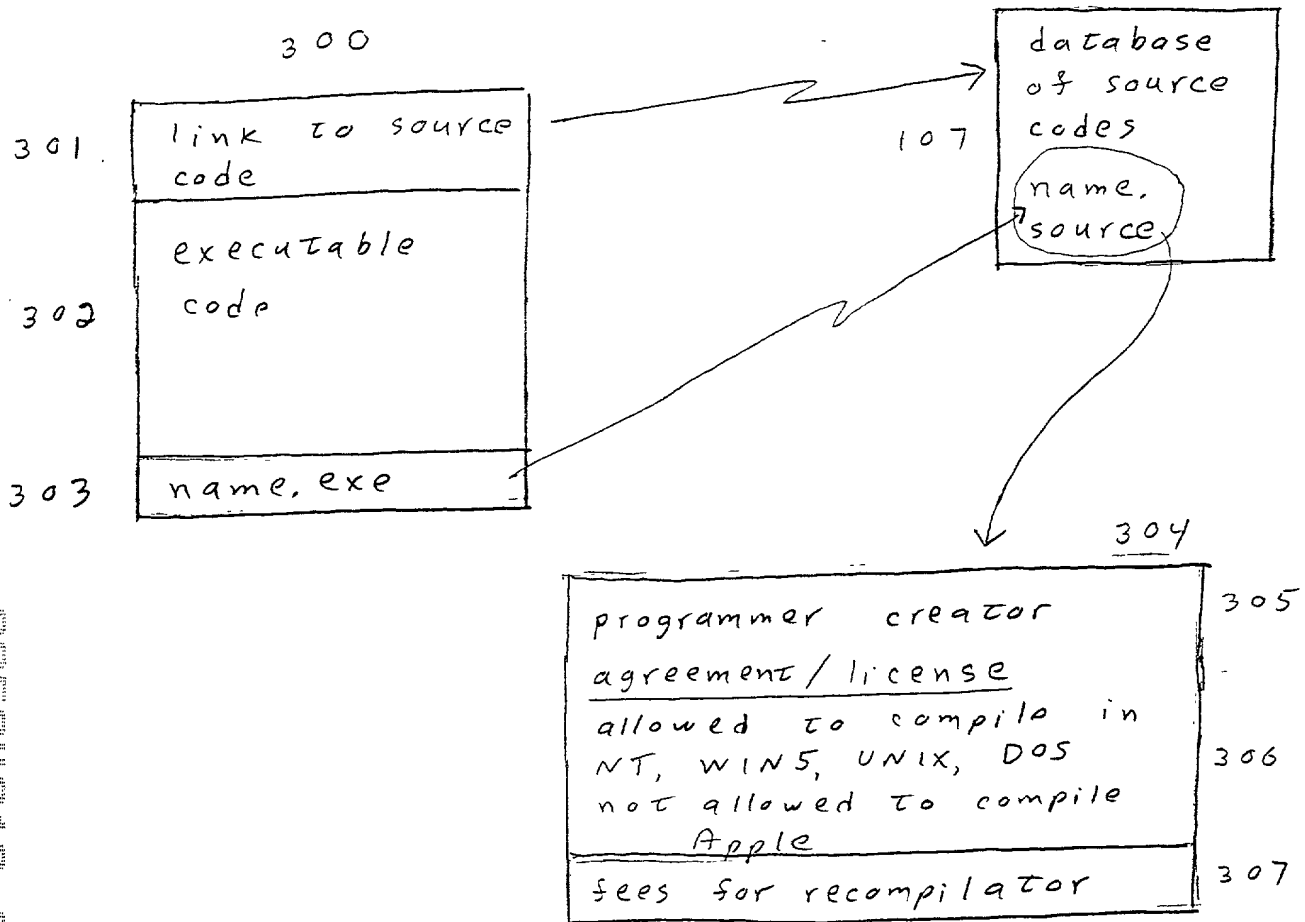 300
301
link to source
code
302
executable
code
303
name.exe
107
database
of source
codes
name.
source
304
305
programmer creator
agreement/license
306
allowed to compile in
NT, WIN5, UNIX, DOS
not allowed to compile
Apple
307
fees for recompilator